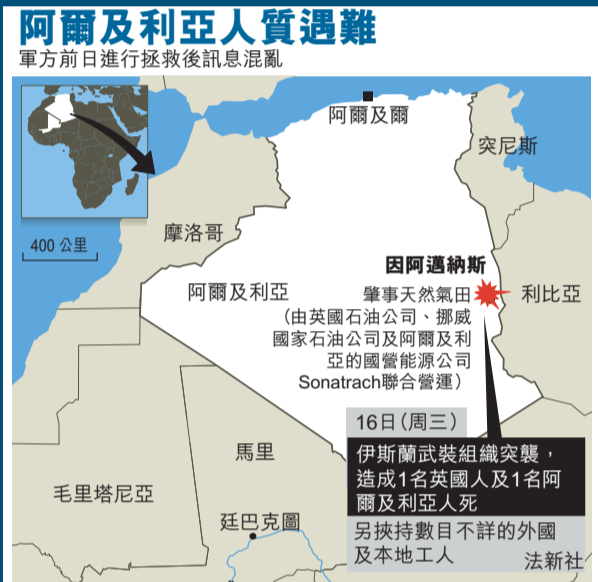 阿爾及利亞人質遇難
軍方前日進行拯救後訊息混亂
阿爾及爾
突尼斯
400 公里
摩洛哥
因阿邁納斯
阿爾及利亞
肇事天然氣田
利比亞
（由英國石油公司、挪威
國家石油公司及阿爾及利
亞的國營能源公司
Sonatrach聯合營運）
16日(周三)
伊斯蘭武裝組織突襲，
造成1名英國人及1名阿
爾及利亞人死
另挾持數目不詳的外國
及本地工人
法新社
馬里
毛里塔尼亞
廷巴克圖